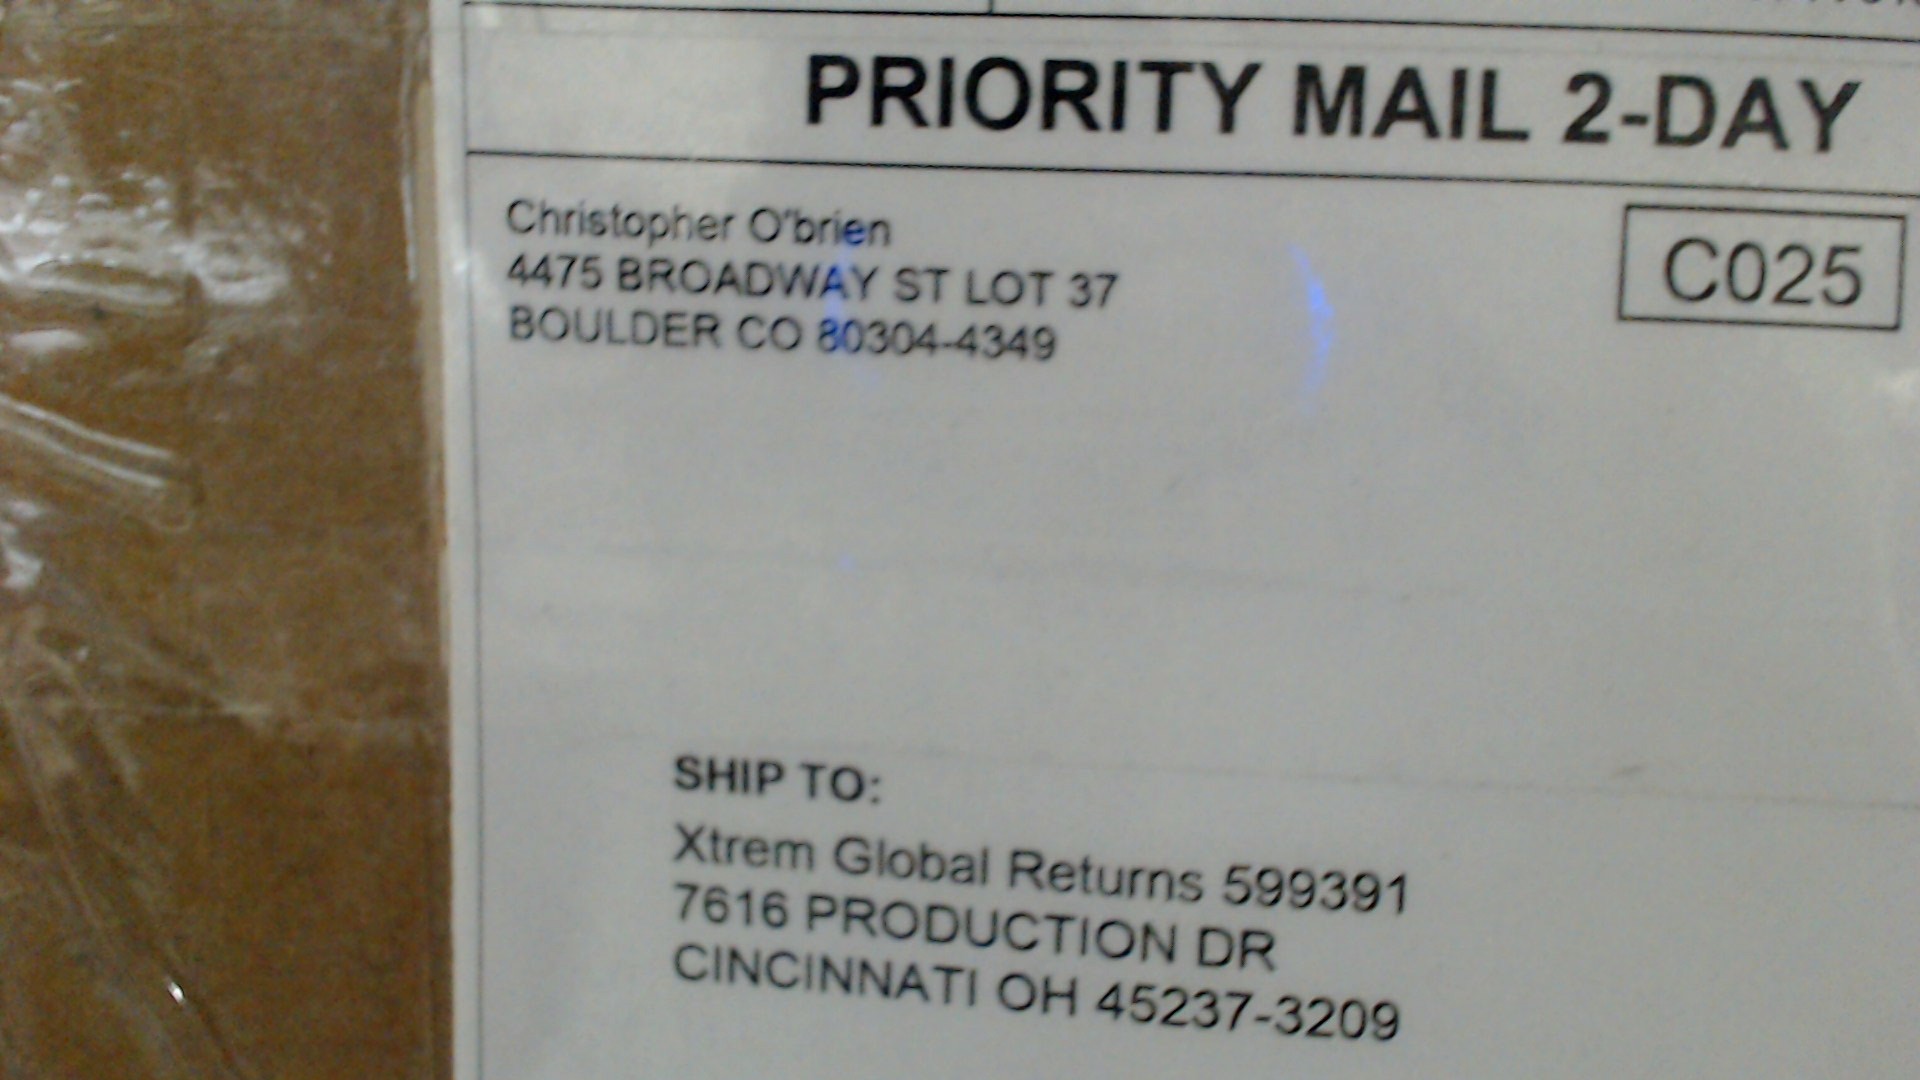 PRIORITY MAIL 2-DAY
Christopher O'brien
C025
4475 BROADWAY ST LOT 37
BOULDER CO 80304-4349
SHIP TO:
Xtrem Global Returns 599391
7616 PRODUCTION DR
CINCINNATI OH 45237-3209